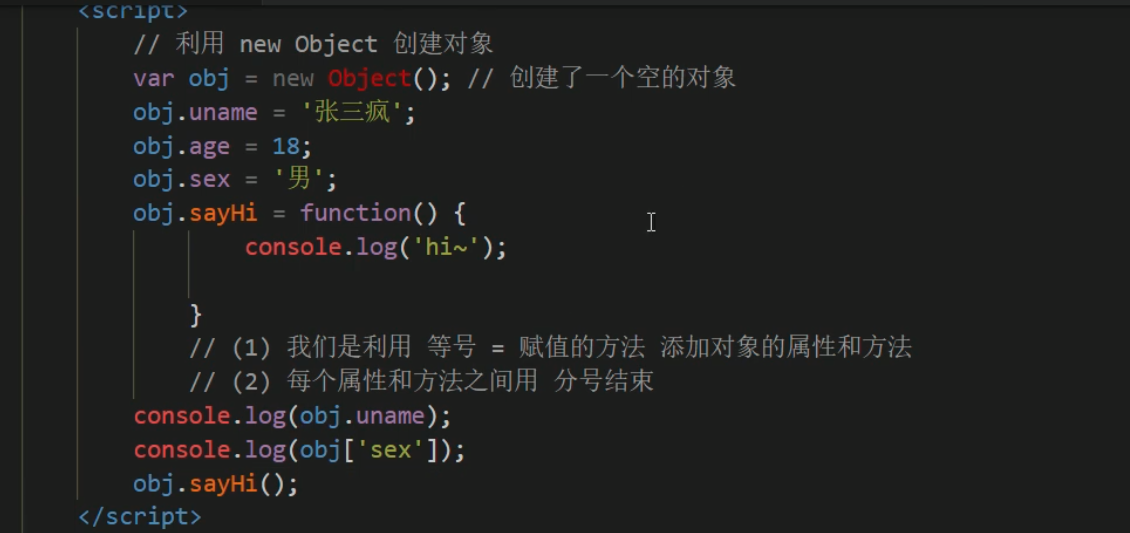 <script>
// 利用 new Object 创建对象
var obj = new Object(); // 创建了一个空的对象
obj.uname = '张三疯';
obj.age = 18;
obj.sex = '男';
obj.sayHi = function() {
console.log('hi~');
}
// (1) 我们是利用 等号 = 赋值的方法 添加对象的属性和方法
// (2) 每个属性和方法之间用 分号结束
console.log(obj.uname);
console.log(obj['sex']);
obj.sayHi();
</script>